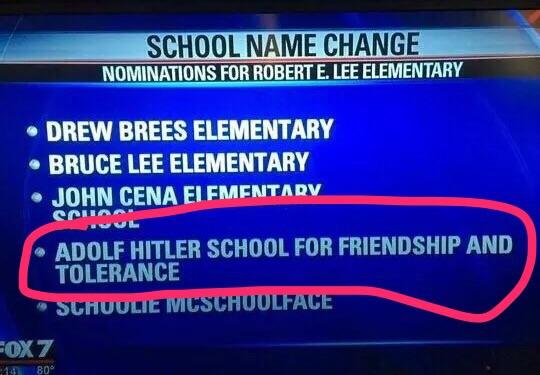 SCHOOL NAME CHANGE
NOMINATIONS FOR ROBERT E. LEE ELEMENTARY
DREW BREES ELEMENTARY
BRUCE LEE ELEMENTARY
JOHN CENA ELEMENTARY
SCHOOL
ADOLF HITLER SCHOOL FOR FRIENDSHIP AND
TOLERANCE
SCHOOLIE MCSCHOOLFACE
FOX 7
:14 80°